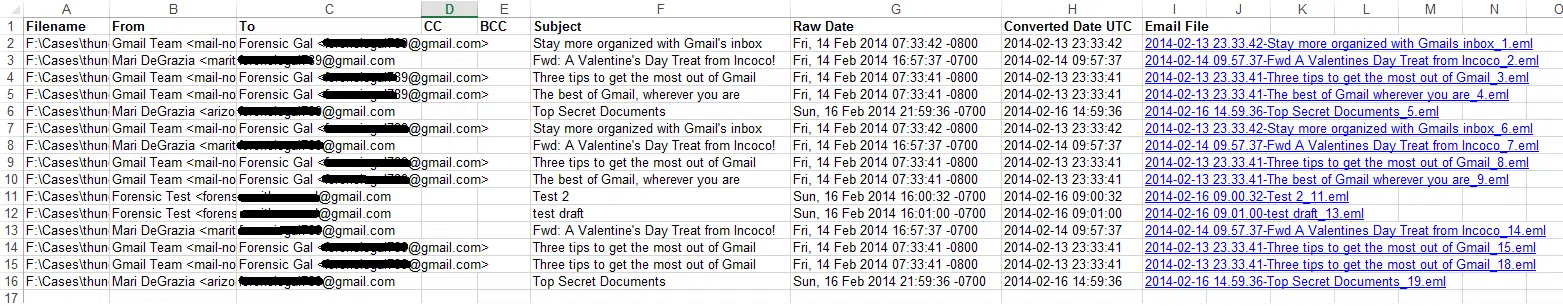 A B C D E F G H I J K L M N O
1 Filename From To CC BCC Subject Raw Date Converted Date UTC Email File
2 F:\Cases\thun Gmail Team <mail-no Forensic Gal < @gmail.com> Stay more organized with Gmail's inbox Fri, 14 Feb 2014 07:33:42 -0800 2014-02-13 23:33:42 2014-02-13 23.33.42-Stay more organized with Gmails inbox_1.eml
3 F:\Cases\thun Mari DeGrazia <marit @gmail.com Fwd: A Valentine's Day Treat from Incoco! Fri, 14 Feb 2014 16:57:37 -0700 2014-02-14 09:57:37 2014-02-14 09.57.37-Fwd A Valentines Day Treat from Incoco_2.eml
4 F:\Cases\thun Gmail Team <mail-no Forensic Gal < @gmail.com> Three tips to get the most out of Gmail Fri, 14 Feb 2014 07:33:41 -0800 2014-02-13 23:33:41 2014-02-13 23.33.41-Three tips to get the most out of Gmail_3.eml
5 F:\Cases\thun Gmail Team <mail-no Forensic Gal < @gmail.com> The best of Gmail, wherever you are Fri, 14 Feb 2014 07:33:41 -0800 2014-02-13 23:33:41 2014-02-13 23.33.41-The best of Gmail wherever you are_4.eml
6 F:\Cases\thun Mari DeGrazia <arizo @gmail.com Top Secret Documents Sun, 16 Feb 2014 21:59:36 -0700 2014-02-16 14:59:36 2014-02-16 14.59.36-Top Secret Documents_5.eml
7 F:\Cases\thun Gmail Team <mail-no Forensic Gal < @gmail.com> Stay more organized with Gmail's inbox Fri, 14 Feb 2014 07:33:42 -0800 2014-02-13 23:33:42 2014-02-13 23.33.42-Stay more organized with Gmails inbox_6.eml
8 F:\Cases\thun Mari DeGrazia <marit @gmail.com Fwd: A Valentine's Day Treat from Incoco! Fri, 14 Feb 2014 16:57:37 -0700 2014-02-14 09:57:37 2014-02-14 09.57.37-Fwd A Valentines Day Treat from Incoco_7.eml
9 F:\Cases\thun Gmail Team <mail-no Forensic Gal < @gmail.com> Three tips to get the most out of Gmail Fri, 14 Feb 2014 07:33:41 -0800 2014-02-13 23:33:41 2014-02-13 23.33.41-Three tips to get the most out of Gmail_8.eml
10 F:\Cases\thun Gmail Team <mail-no Forensic Gal < @gmail.com> The best of Gmail, wherever you are Fri, 14 Feb 2014 07:33:41 -0800 2014-02-13 23:33:41 2014-02-13 23.33.41-The best of Gmail wherever you are_9.eml
11 F:\Cases\thun Forensic Test <forens @gmail.com Test 2 Sun, 16 Feb 2014 16:00:32 -0700 2014-02-16 09:00:32 2014-02-16 09.00.32-Test 2_11.eml
12 F:\Cases\thun Forensic Test <forens @gmail.com test draft Sun, 16 Feb 2014 16:01:00 -0700 2014-02-16 09:01:00 2014-02-16 09.01.00-test draft_13.eml
13 F:\Cases\thun Mari DeGrazia <marit @gmail.com Fwd: A Valentine's Day Treat from Incoco! Fri, 14 Feb 2014 16:57:37 -0700 2014-02-14 09:57:37 2014-02-14 09.57.37-Fwd A Valentines Day Treat from Incoco_14.eml
14 F:\Cases\thun Gmail Team <mail-no Forensic Gal < @gmail.com> Three tips to get the most out of Gmail Fri, 14 Feb 2014 07:33:41 -0800 2014-02-13 23:33:41 2014-02-13 23.33.41-Three tips to get the most out of Gmail_15.eml
15 F:\Cases\thun Gmail Team <mail-no Forensic Gal < @gmail.com> Three tips to get the most out of Gmail Fri, 14 Feb 2014 07:33:41 -0800 2014-02-13 23:33:41 2014-02-13 23.33.41-Three tips to get the most out of Gmail_18.eml
16 F:\Cases\thun Mari DeGrazia <arizo @gmail.com Top Secret Documents Sun, 16 Feb 2014 21:59:36 -0700 2014-02-16 14:59:36 2014-02-16 14.59.36-Top Secret Documents_19.eml
17